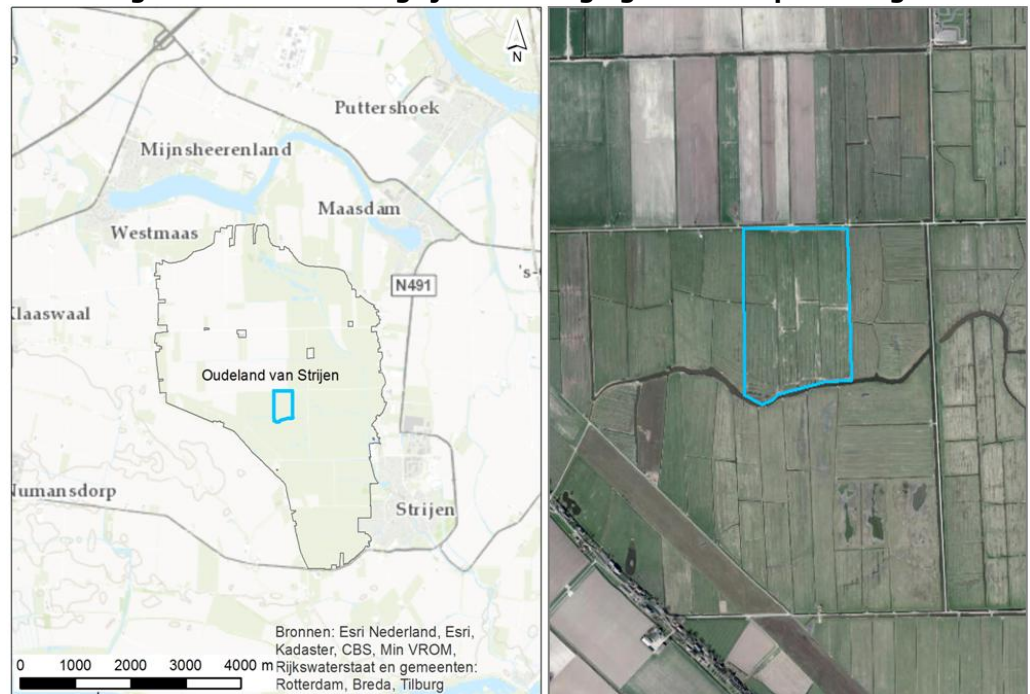 N
Puttershoek
Mijnsheerenland
Maasdam
Westmaas
N491
's-
Klaaswaal
Oudeland van Strijen
Numansdorp
Strijen
Bronnen: Esri Nederland, Esri,
Kadaster, CBS, Min VROM,
Rijkswaterstaat en gemeenten:
Rotterdam, Breda, Tilburg
0 1000 2000 3000 4000 m